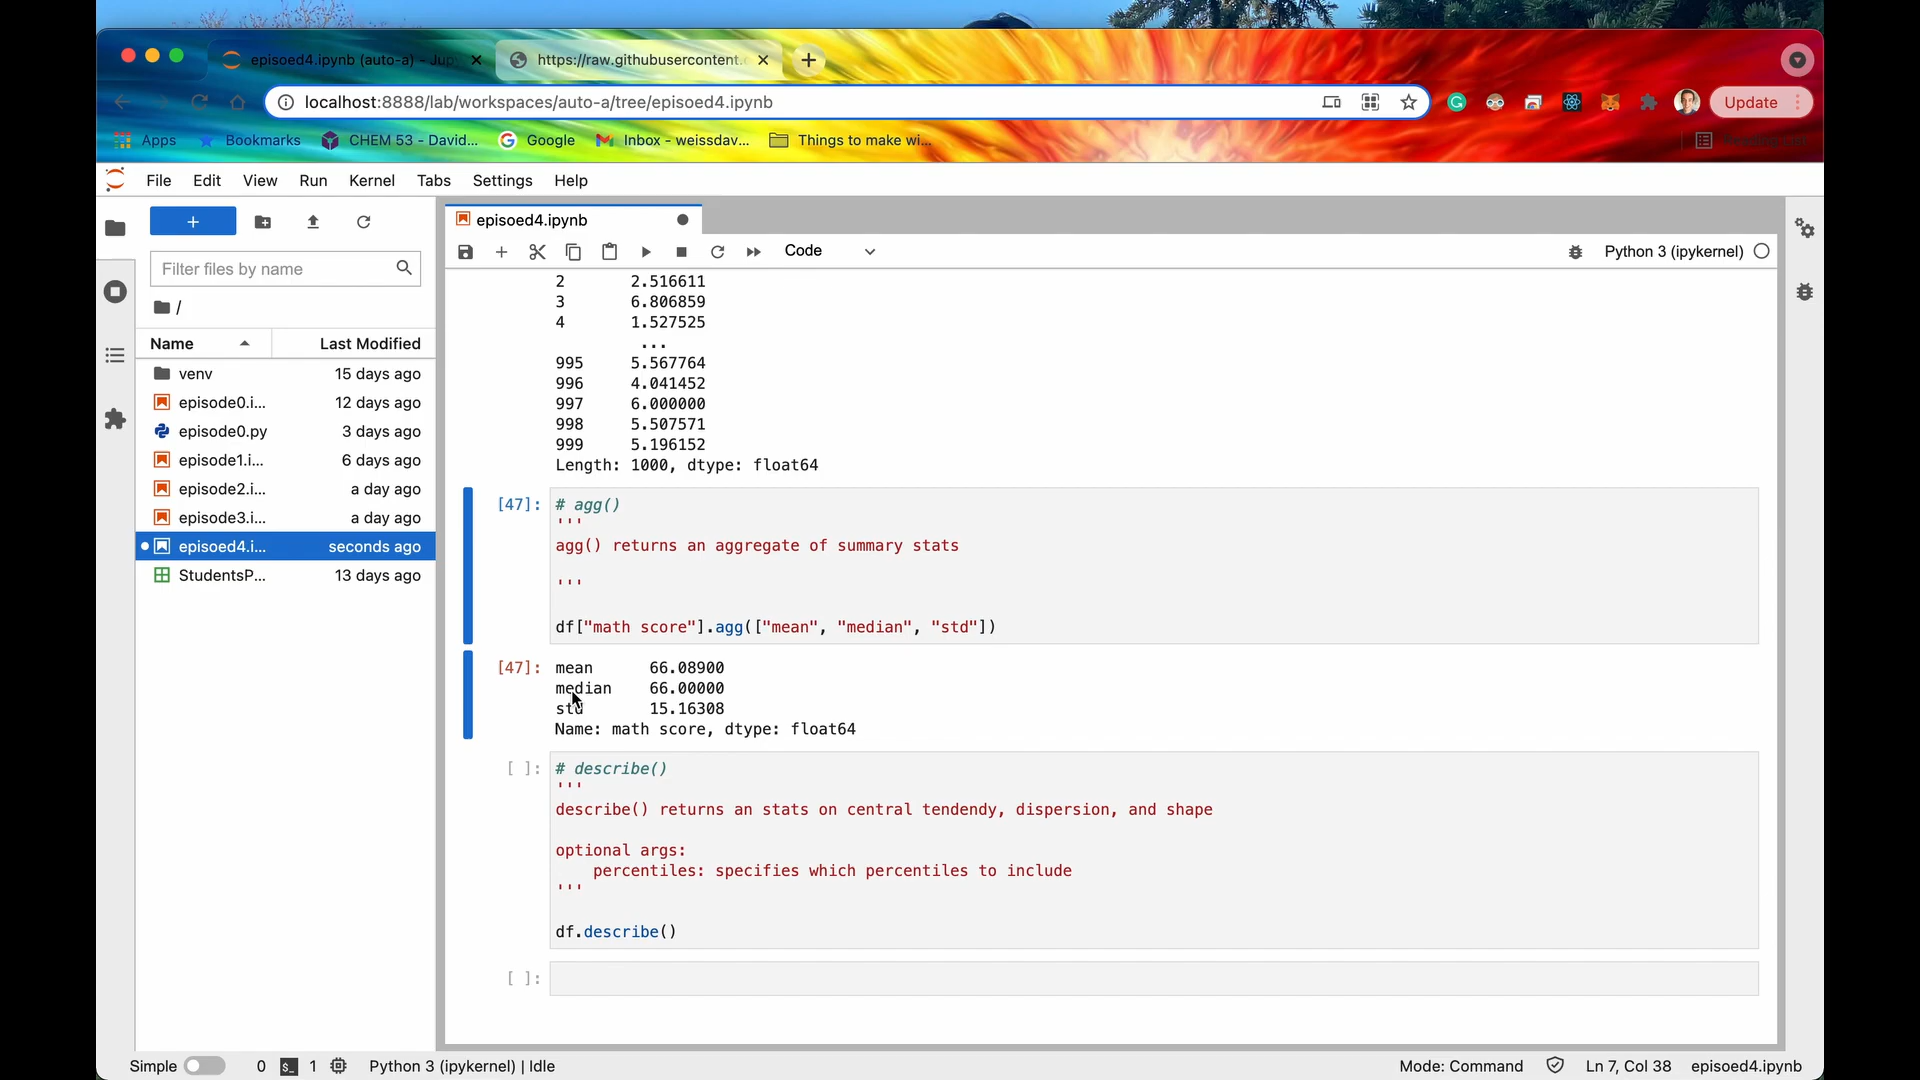 episoed4.ipynb (auto-a) - Jup
https://raw.githubusercontent.
localhost:8888/lab/workspaces/auto-a/tree/episoed4.ipynb
Update
Apps
Bookmarks
CHEM 53 - David...
Google
Inbox - weissdav...
Things to make wi...
File Edit View Run Kernel Tabs Settings Help
episoed4.ipynb
Code
Python 3 (ipykernel)
Filter files by name
/
Name Last Modified
venv 15 days ago
episode0.i... 12 days ago
episode0.py 3 days ago
episode1.i... 6 days ago
episode2.i... a day ago
episode3.i... a day ago
episoed4.i... seconds ago
StudentsP... 13 days ago
2 2.516611
3 6.806859
4 1.527525
...
995 5.567764
996 4.041452
997 6.000000
998 5.507571
999 5.196152
Length: 1000, dtype: float64
[47]: # agg()
'''
agg() returns an aggregate of summary stats
'''
df["math score"].agg(["mean", "median", "std"])
[47]: mean 66.08900
median 66.00000
std 15.16308
Name: math score, dtype: float64
[ ]: # describe()
'''
describe() returns an stats on central tendendy, dispersion, and shape
optional args:
percentiles: specifies which percentiles to include
'''
df.describe()
[ ]:
Simple 0 1 Python 3 (ipykernel) | Idle
Mode: Command Ln 7, Col 38 episoed4.ipynb